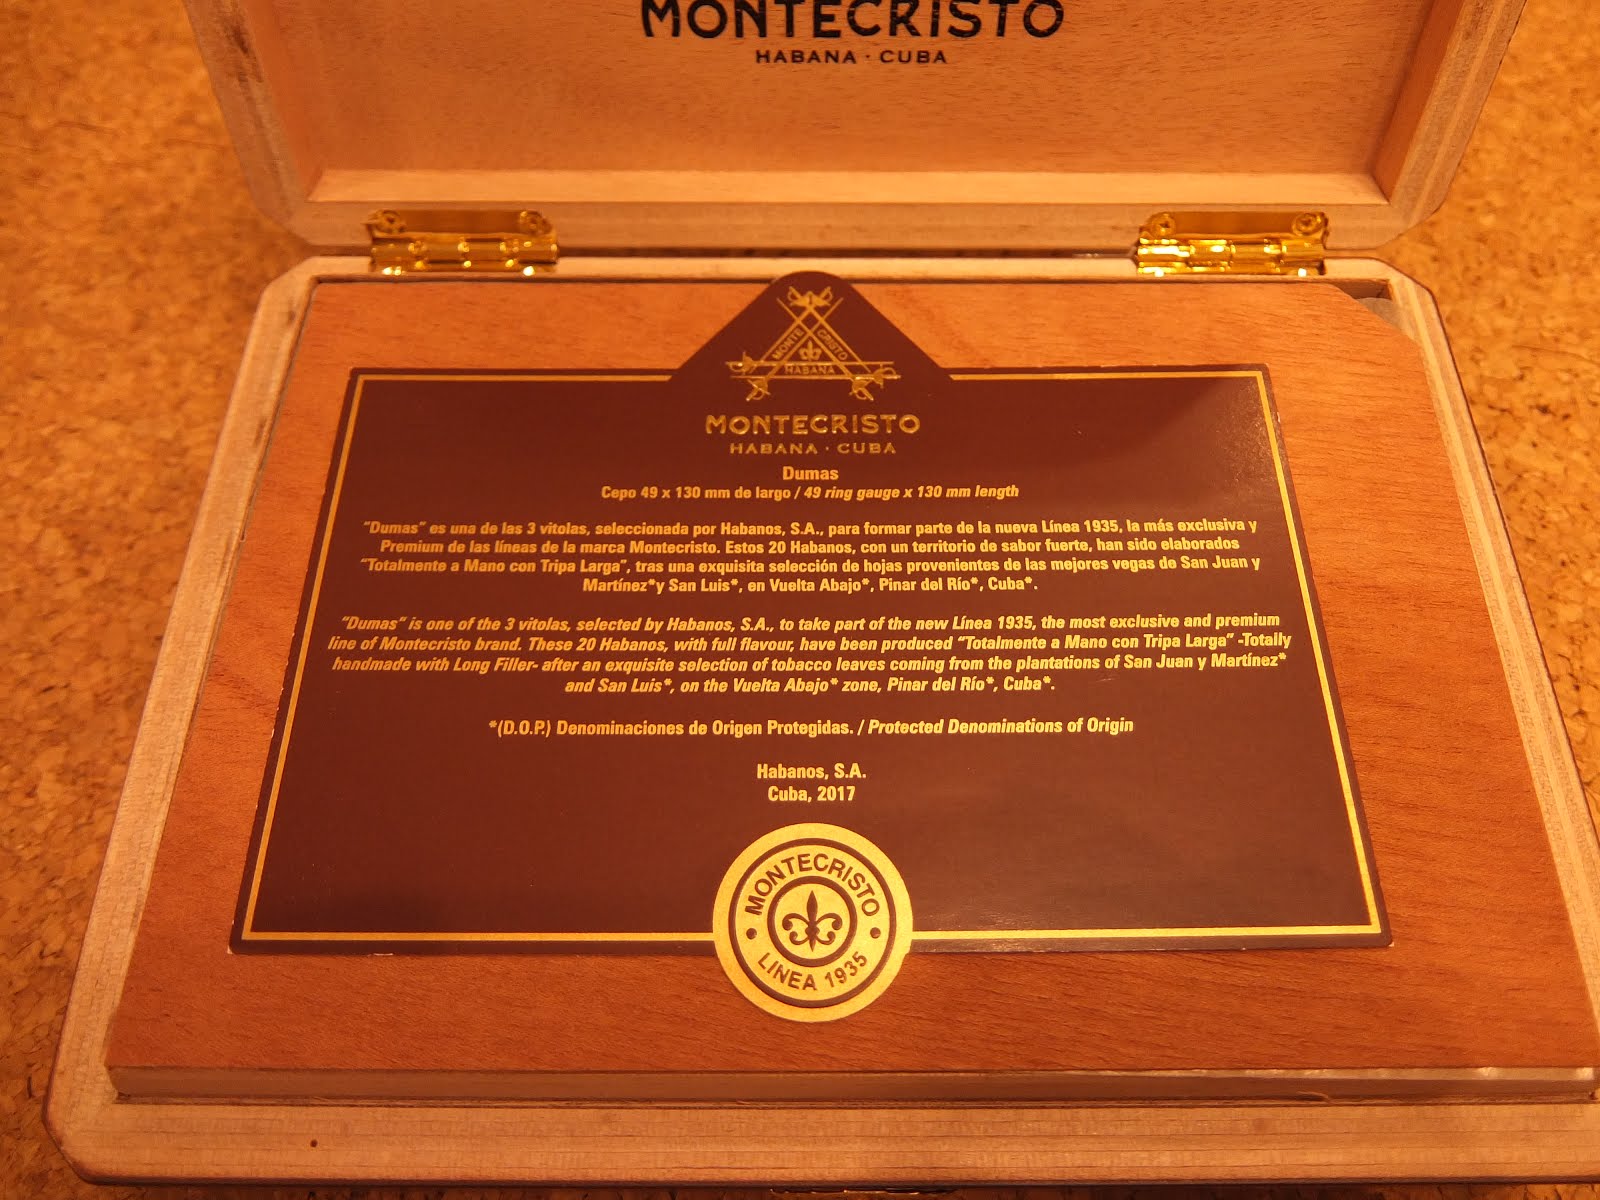 MONTECRISTO
HABANA · CUBA
MONTE CRISTO
HABANA
MONTECRISTO
HABANA · CUBA
Dumas
Cepo 49 x 130 mm de largo / 49 ring gauge x 130 mm length
"Dumas" es una de las 3 vitolas, seleccionada por Habanos, S.A., para formar parte de la nueva Línea 1935, la más exclusiva y
Premium de las líneas de la marca Montecristo. Estos 20 Habanos, con un territorio de sabor fuerte, han sido elaborados
"Totalmente a Mano con Tripa Larga", tras una exquisita selección de hojas provenientes de las mejores vegas de San Juan y
Martínez*y San Luis*, en Vuelta Abajo*, Pinar del Río*, Cuba*.
"Dumas" is one of the 3 vitolas, selected by Habanos, S.A., to take part of the new Línea 1935, the most exclusive and premium
line of Montecristo brand. These 20 Habanos, with full flavour, have been produced "Totalmente a Mano con Tripa Larga" -Totally
handmade with Long Filler- after an exquisite selection of tobacco leaves coming from the plantations of San Juan y Martínez*
and San Luis*, on the Vuelta Abajo* zone, Pinar del Río*, Cuba*.
*(D.O.P.) Denominaciones de Origen Protegidas. / Protected Denominations of Origin
Habanos, S.A.
Cuba, 2017
MONTECRISTO
LINEA 1935